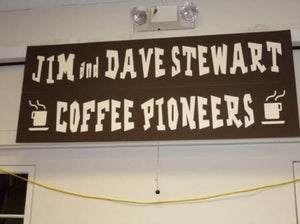 JIM and DAVE STEWART
COFFEE PIONEERS